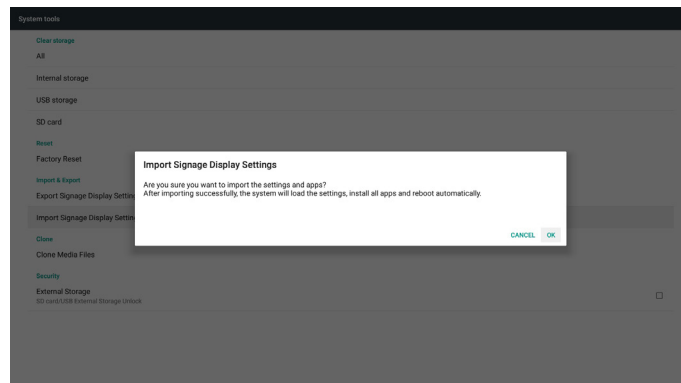 System tools
Clear storage
All
Internal storage
USB storage
SD card
Reset
Factory Reset
Import & Export
Export Signage Display Setting
Import Signage Display Setting
Clone
Clone Media Files
Security
External Storage
SD card/USB External Storage Unlock
Import Signage Display Settings
Are you sure you want to import the settings and apps?
After importing successfully, the system will load the settings, install all apps and reboot automatically.
CANCEL OK